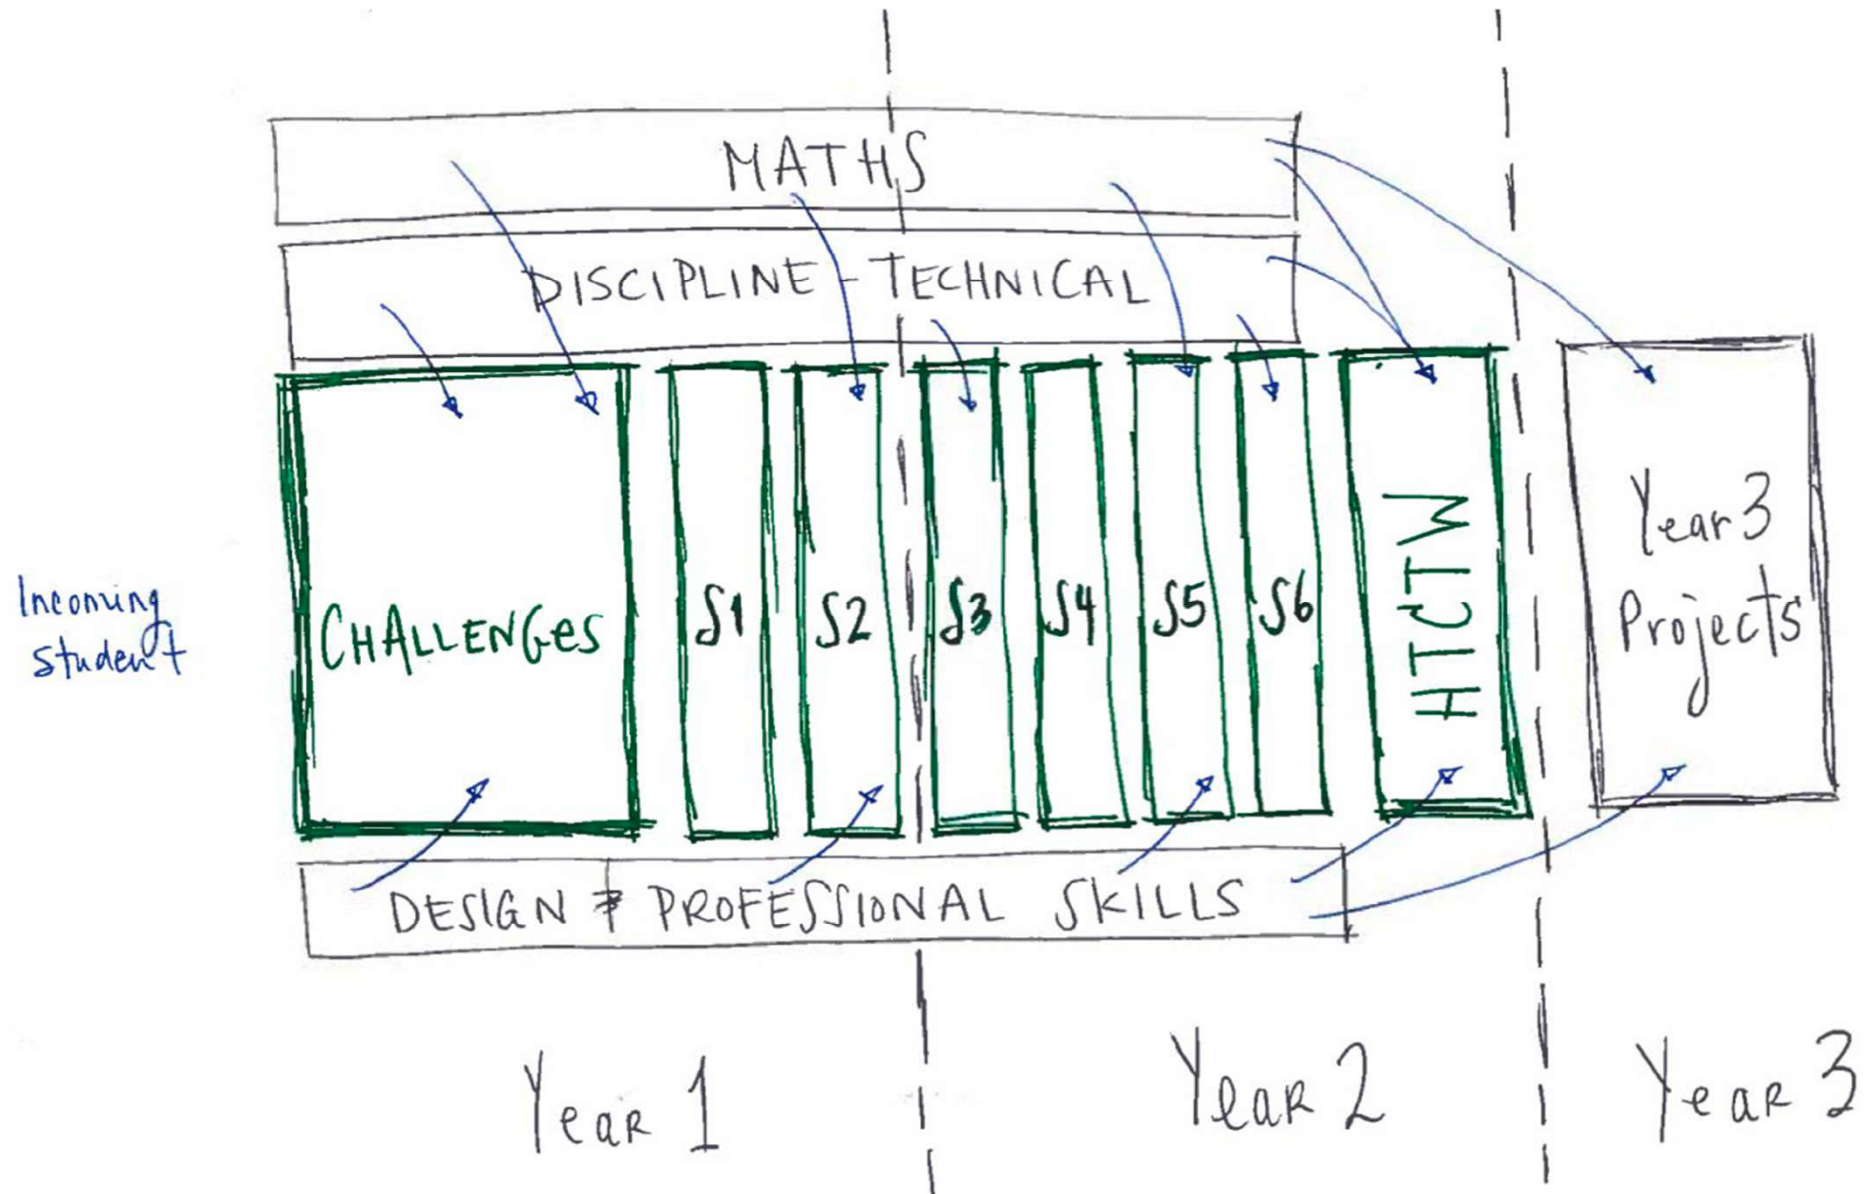 MATHS
DISCIPLINE - TECHNICAL
Incoming
student
CHALLENGES
S1
S2
S3
S4
S5
S6
HTCTW
Year 3
Projects
DESIGN & PROFESSIONAL SKILLS
Year 1
Year 2
Year 3